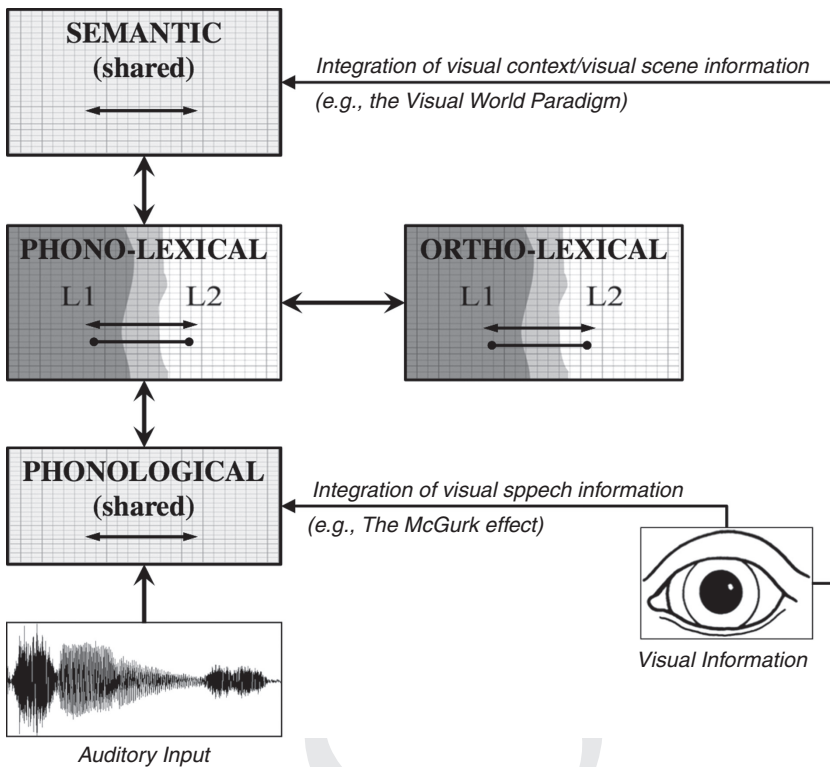 SEMANTIC
(shared)
Integration of visual context/visual scene information
(e.g., the Visual World Paradigm)
PHONO-LEXICAL
L1 L2
ORTHO-LEXICAL
L1 L2
PHONOLOGICAL
(shared)
Integration of visual sppech information
(e.g., The McGurk effect)
Visual Information
Auditory Input